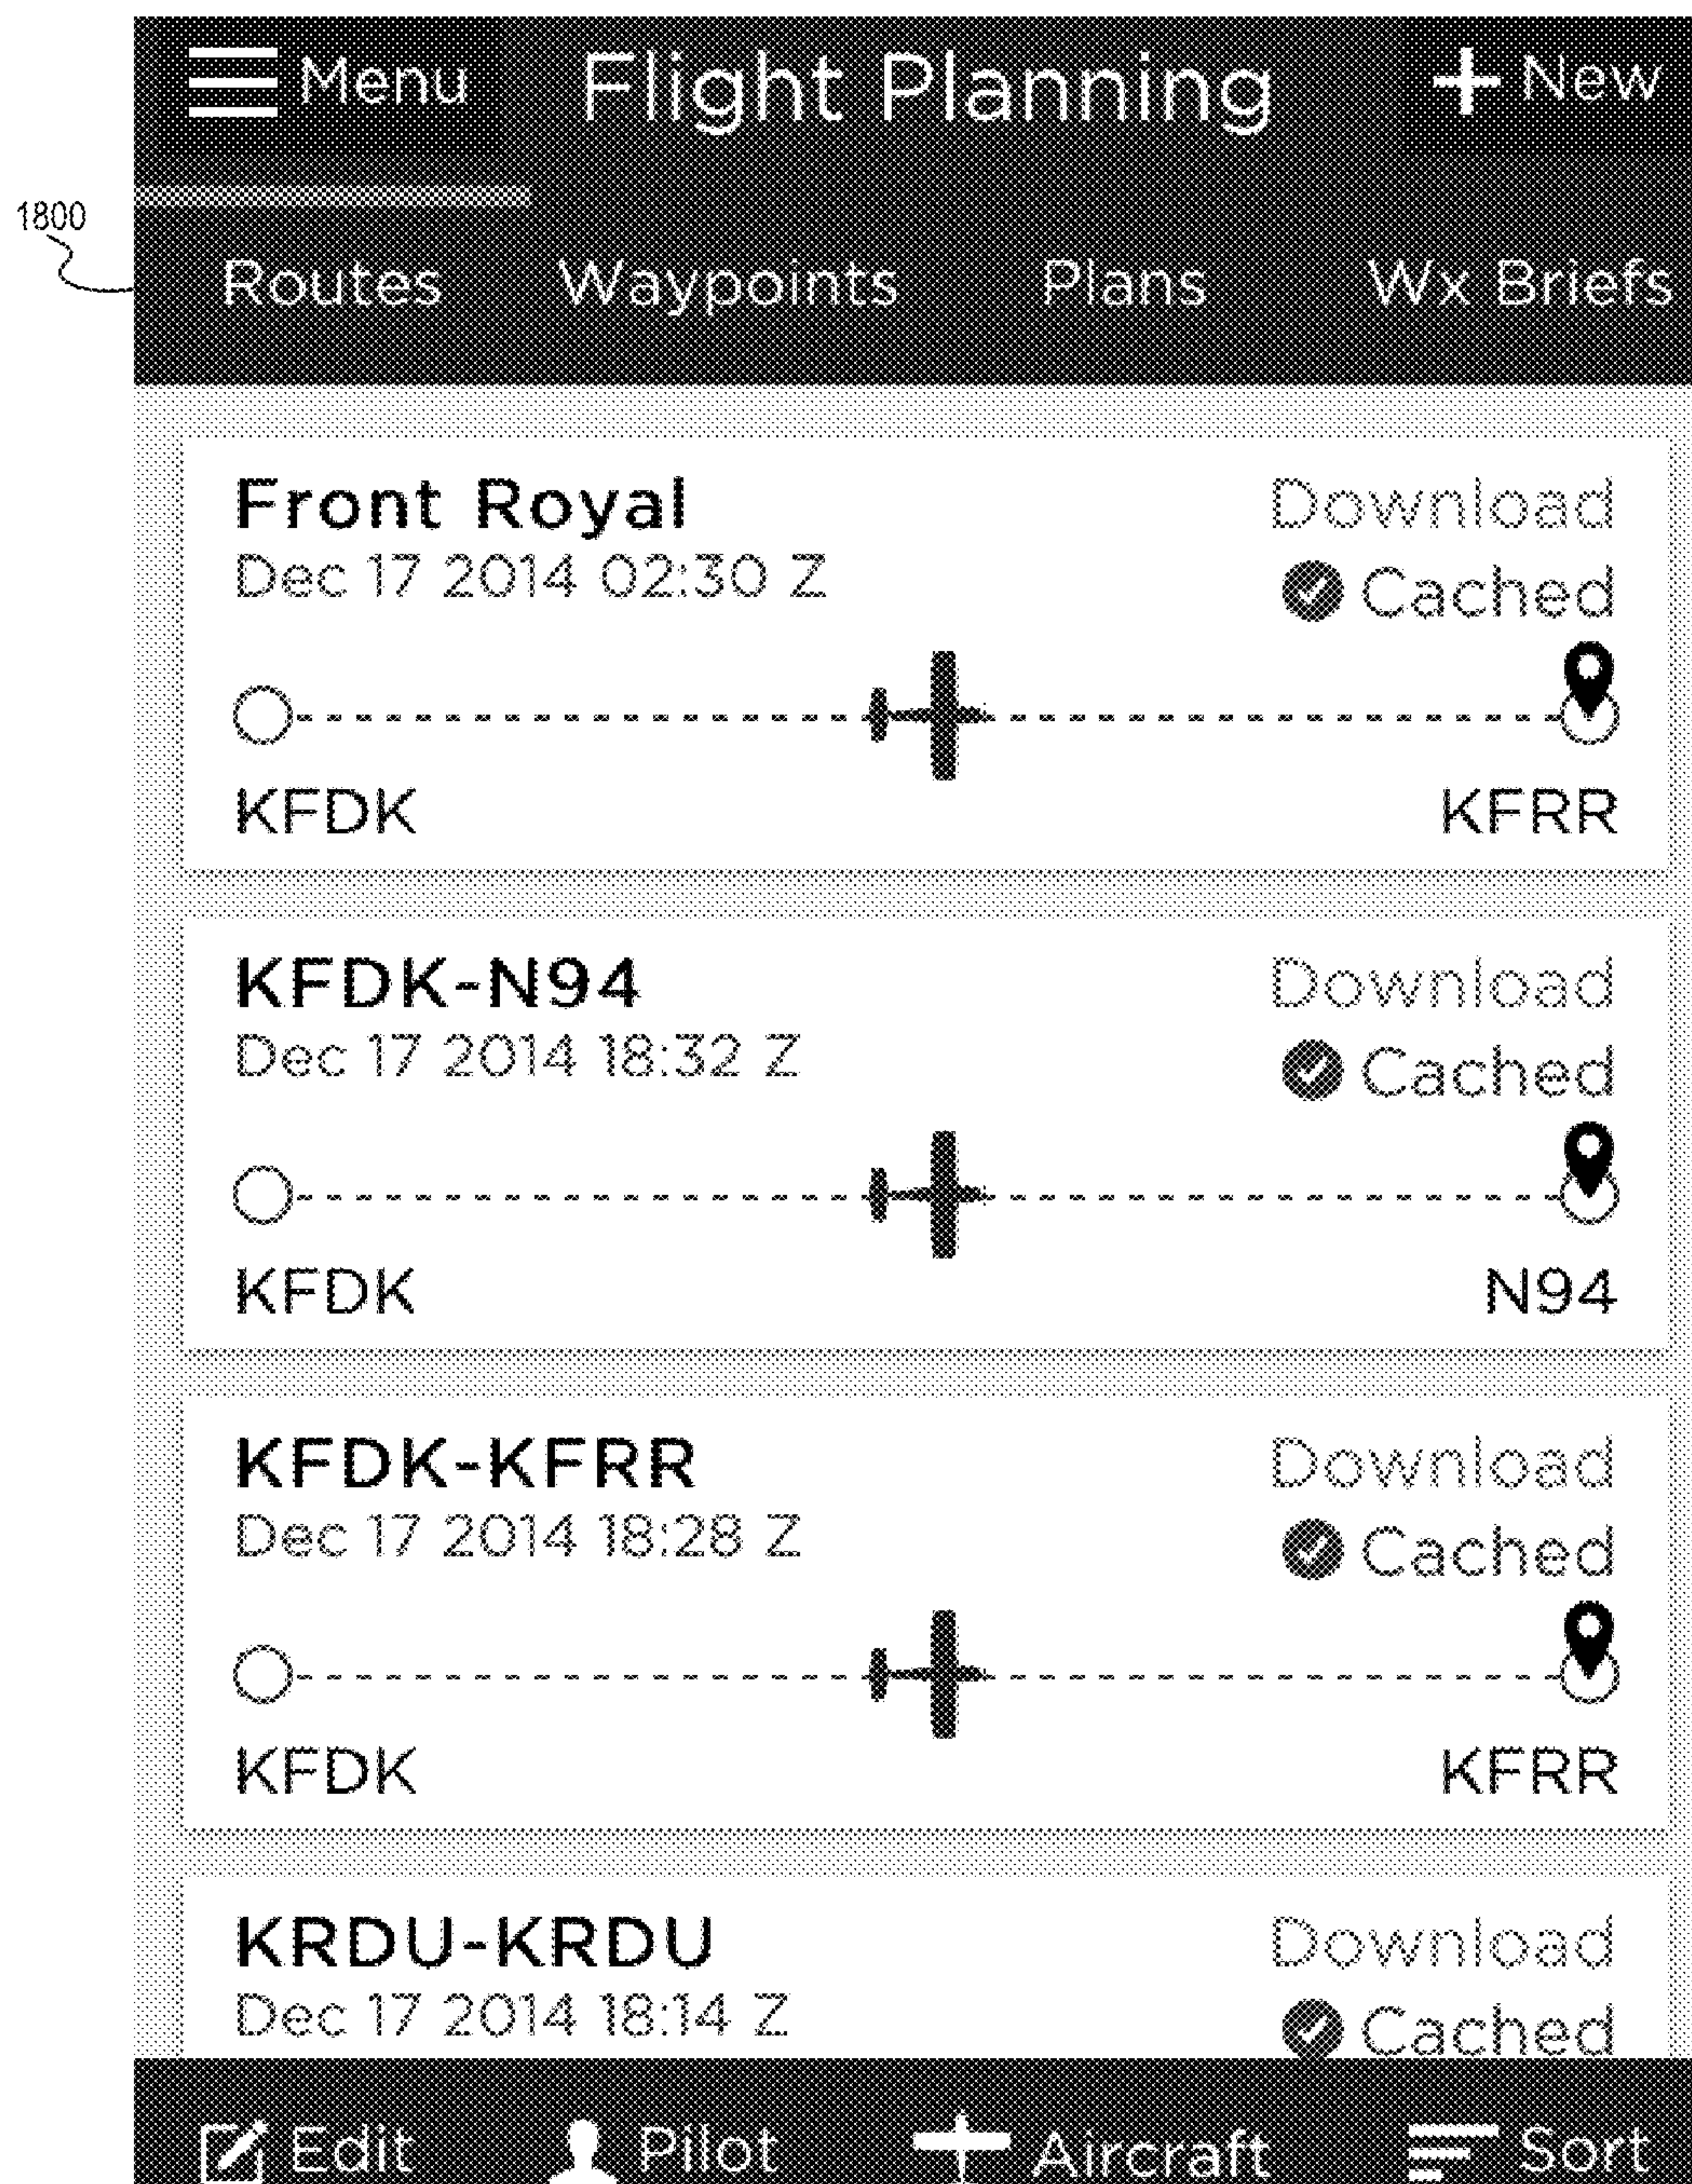 Menu Flight Planning New
1800
Routes Waypoints Plans Wx Briefs
Front Royal Download
Dec 17 2014 02:30 Z Cached
KFDK KFRR
KFDK-N94 Download
Dec 17 2014 18:32 Z Cached
KFDK N94
KFDK-KFRR Download
Dec 17 2014 18:28 Z Cached
KFDK KFRR
KRDU-KRDU Download
Dec 17 2014 18:14 Z Cached
Edit Pilot Aircraft Sort